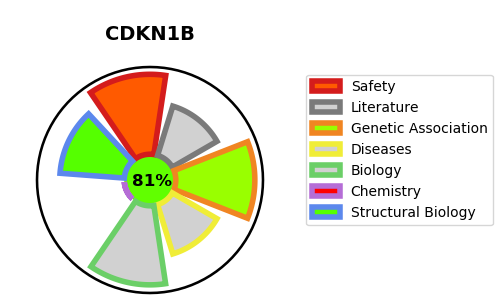 CDKN1B
81%
Safety
Literature
Genetic Association
Diseases
Biology
Chemistry
Structural Biology